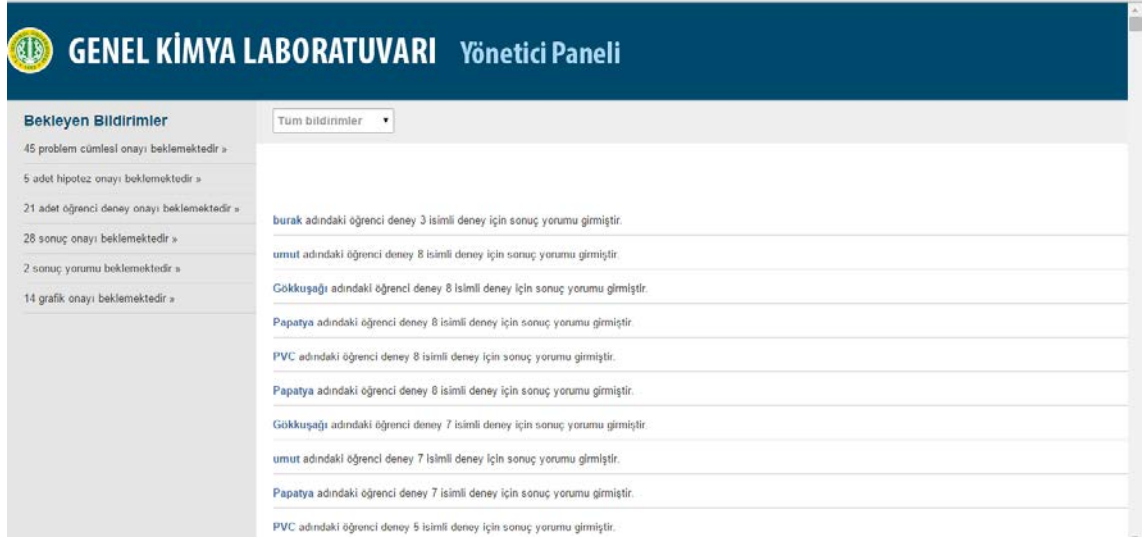 GENEL KİMYA LABORATUVARI Yönetici Paneli
Bekleyen Bildirimler
45 problem cümlesi onayı beklemektedir »
5 adet hipotez onayı beklemektedir »
21 adet öğrenci deney onayı beklemektedir »
28 sonuç onayı beklemektedir »
2 sonuç yorumu beklemektedir »
14 grafik onayı beklemektedir »
Tüm bildirimler
burak adındaki öğrenci deney 3 isimli deney için sonuç yorumu girmiştir.
umut adındaki öğrenci deney 8 isimli deney için sonuç yorumu girmiştir.
Gökkuşağı adındaki öğrenci deney 8 isimli deney için sonuç yorumu girmiştir.
Papatya adındaki öğrenci deney 8 isimli deney için sonuç yorumu girmiştir.
PVC adındaki öğrenci deney 8 isimli deney için sonuç yorumu girmiştir.
Papatya adındaki öğrenci deney 8 isimli deney için sonuç yorumu girmiştir.
Gökkuşağı adındaki öğrenci deney 7 isimli deney için sonuç yorumu girmiştir.
umut adındaki öğrenci deney 7 isimli deney için sonuç yorumu girmiştir.
Papatya adındaki öğrenci deney 7 isimli deney için sonuç yorumu girmiştir.
PVC adındaki öğrenci deney 5 isimli deney için sonuç yorumu girmiştir.